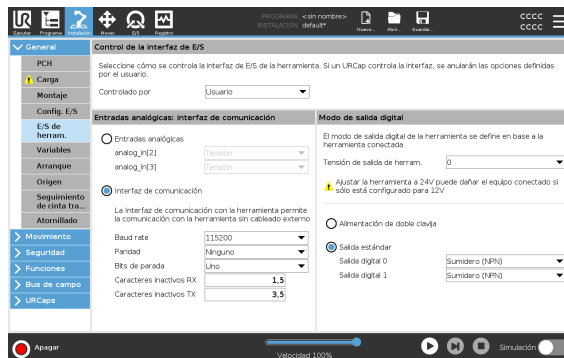 PROGRAMA <sin nombre>
INSTALACIÓN default*
Ejecutar Programa Instalación Mover E/S Registro
Nuevo... Abrir... Guardar...
cccc
cccc
General
PCH
Carga
Montaje
Config. E/S
E/S de
herram.
Variables
Arranque
Origen
Seguimiento
de cinta tra...
Atornillado
Movimiento
Seguridad
Funciones
Bus de campo
URCaps
Control de la interfaz de E/S
Seleccione cómo se controla la interfaz de E/S de la herramienta. Si un URCap controla la interfaz, se anularán las opciones definidas
por el usuario.
Controlado por Usuario
Entradas analógicas: interfaz de comunicación
Entradas analógicas
analog_in[2] Tensión
analog_in[3] Tensión
Interfaz de comunicación
La Interfaz de comunicación con la herramienta permite
la comunicación con la herramienta sin cableado externo
Baud rate 115200
Paridad Ninguno
Bits de parada Uno
Caracteres inactivos RX 1,5
Caracteres inactivos TX 3,5
Modo de salida digital
El modo de salida digital de la herramienta se define en base a la
herramienta conectada
Tensión de salida de herram. 0
Ajustar la herramienta a 24V puede dañar el equipo conectado si
sólo está configurado para 12V
Alimentación de doble clavija
Salida estándar
Salida digital 0 Sumidero (NPN)
Salida digital 1 Sumidero (NPN)
Apagar
Velocidad 100%
Simulación